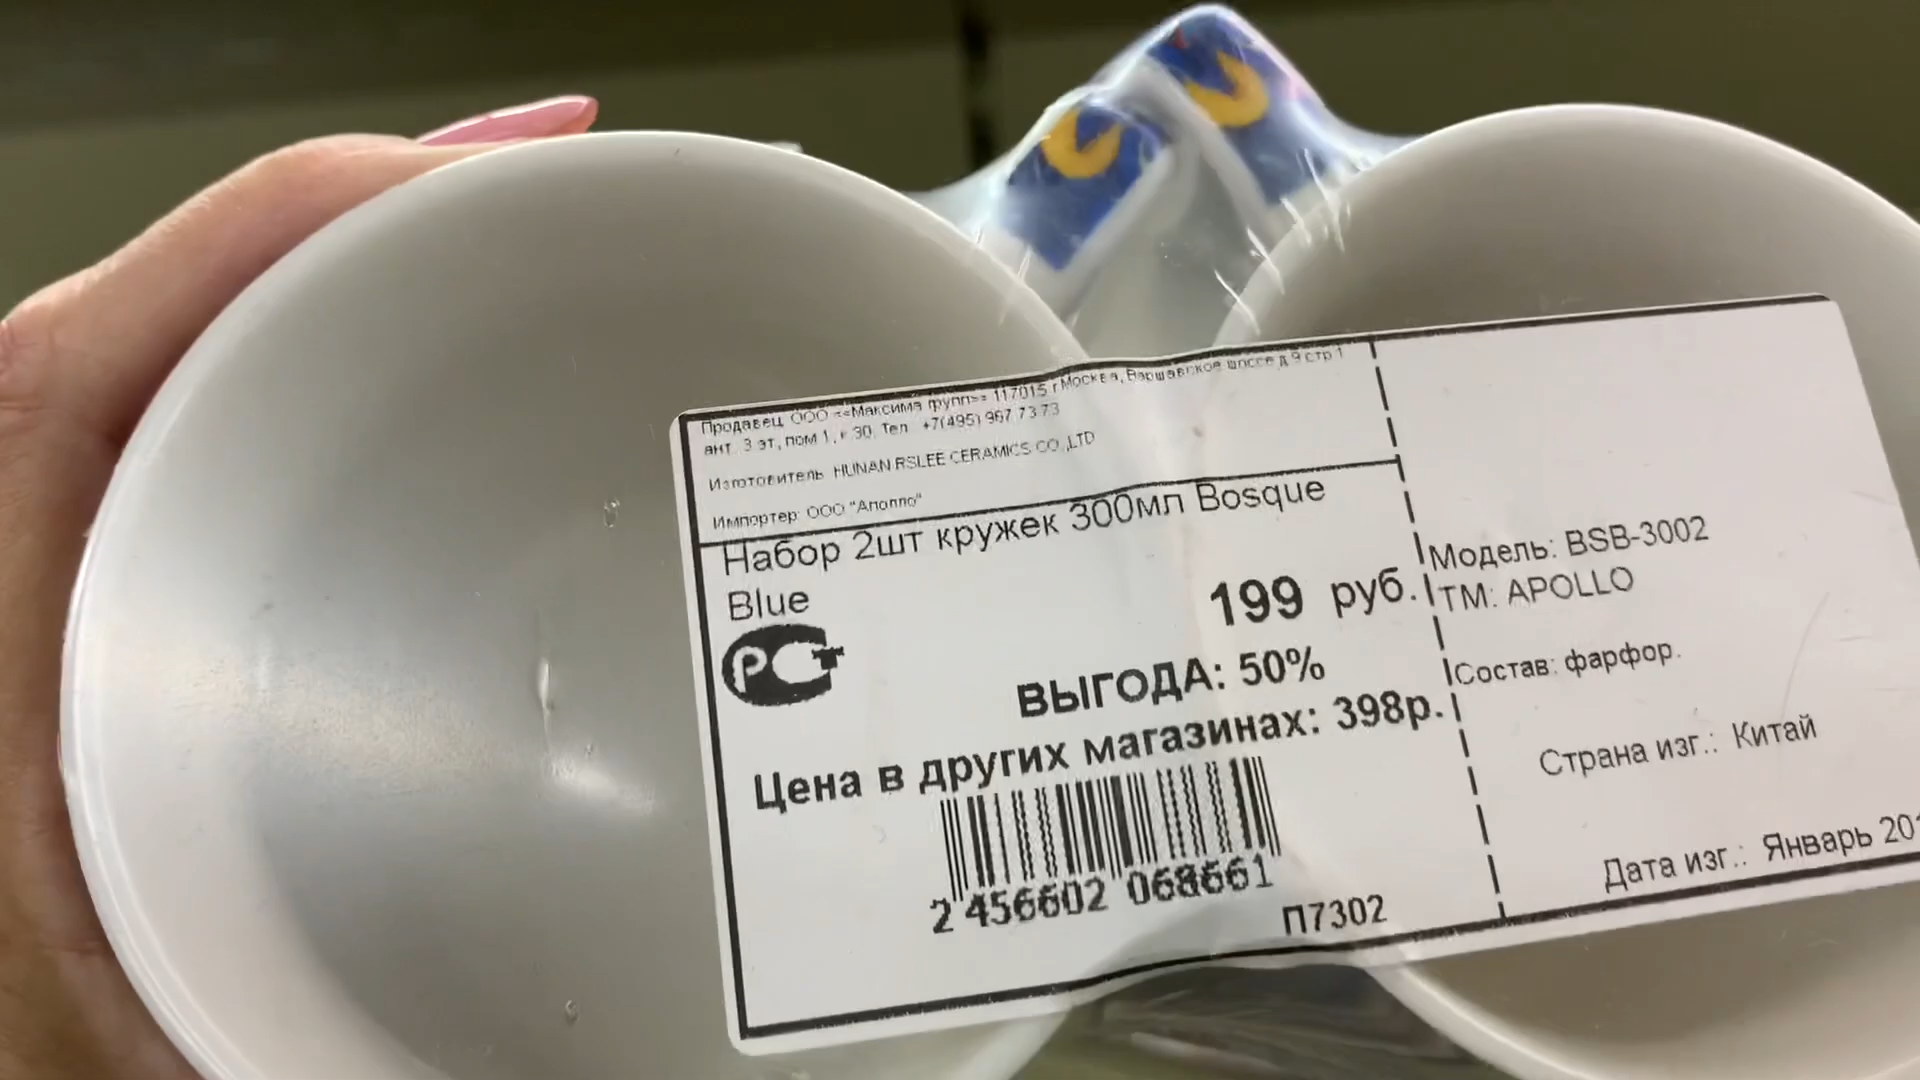 Продавец ООО <<Максима групп>> 117015 г.Москва, Варшавское шоссе д 9 стр 1
ант. 3 эт, пом 1, к 30. Тел. +7(495) 967 73 73
Изготовитель HUNAN RSLEE CERAMICS CO.,LTD
Импортер: ООО "Аполло"
Набор 2шт кружек 300мл Bosque
Blue
199 руб.
РСТ
ВЫГОДА: 50%
Цена в других магазинах: 398р.
2 456602 068661
П7302
Модель: BSB-3002
ТМ: APOLLO
Состав: фарфор.
Страна изг.: Китай
Дата изг.: Январь 20